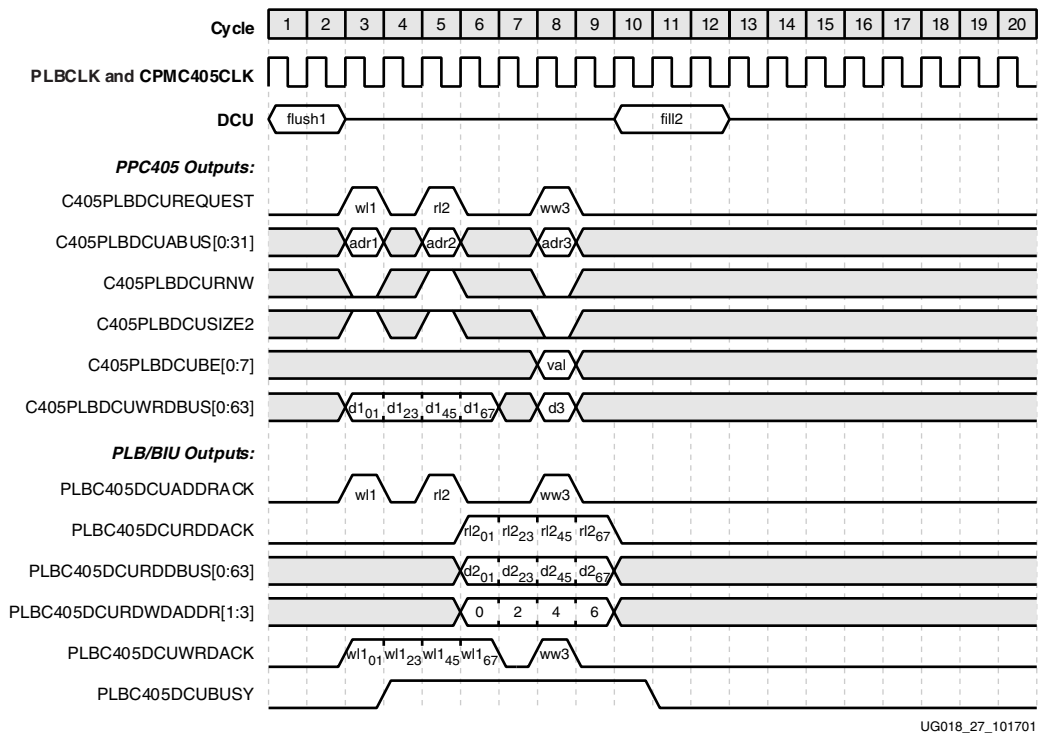 Cycle 1 2 3 4 5 6 7 8 9 10 11 12 13 14 15 16 17 18 19 20
PLBCLK and CPMC405CLK
DCU flush1 fill2
PPC405 Outputs:
C405PLBDCUREQUEST wl1 rl2 ww3
C405PLBDCUABUS[0:31] adr1 adr2 adr3
C405PLBDCURNW
C405PLBDCUSIZE2
C405PLBDCUBE[0:7] val
C405PLBDCUWRDBUS[0:63] d101 d123 d145 d167 d3
PLB/BIU Outputs:
PLBC405DCUADDRACK wl1 rl2 ww3
PLBC405DCURDDACK rl201 rl223 rl245 rl267
PLBC405DCURDDBUS[0:63] d201 d223 d245 d267
PLBC405DCURDWDADDR[1:3] 0 2 4 6
PLBC405DCUWRDACK wl101 wl123 wl145 wl167 ww3
PLBC405DCUBUSY
UG018_27_101701